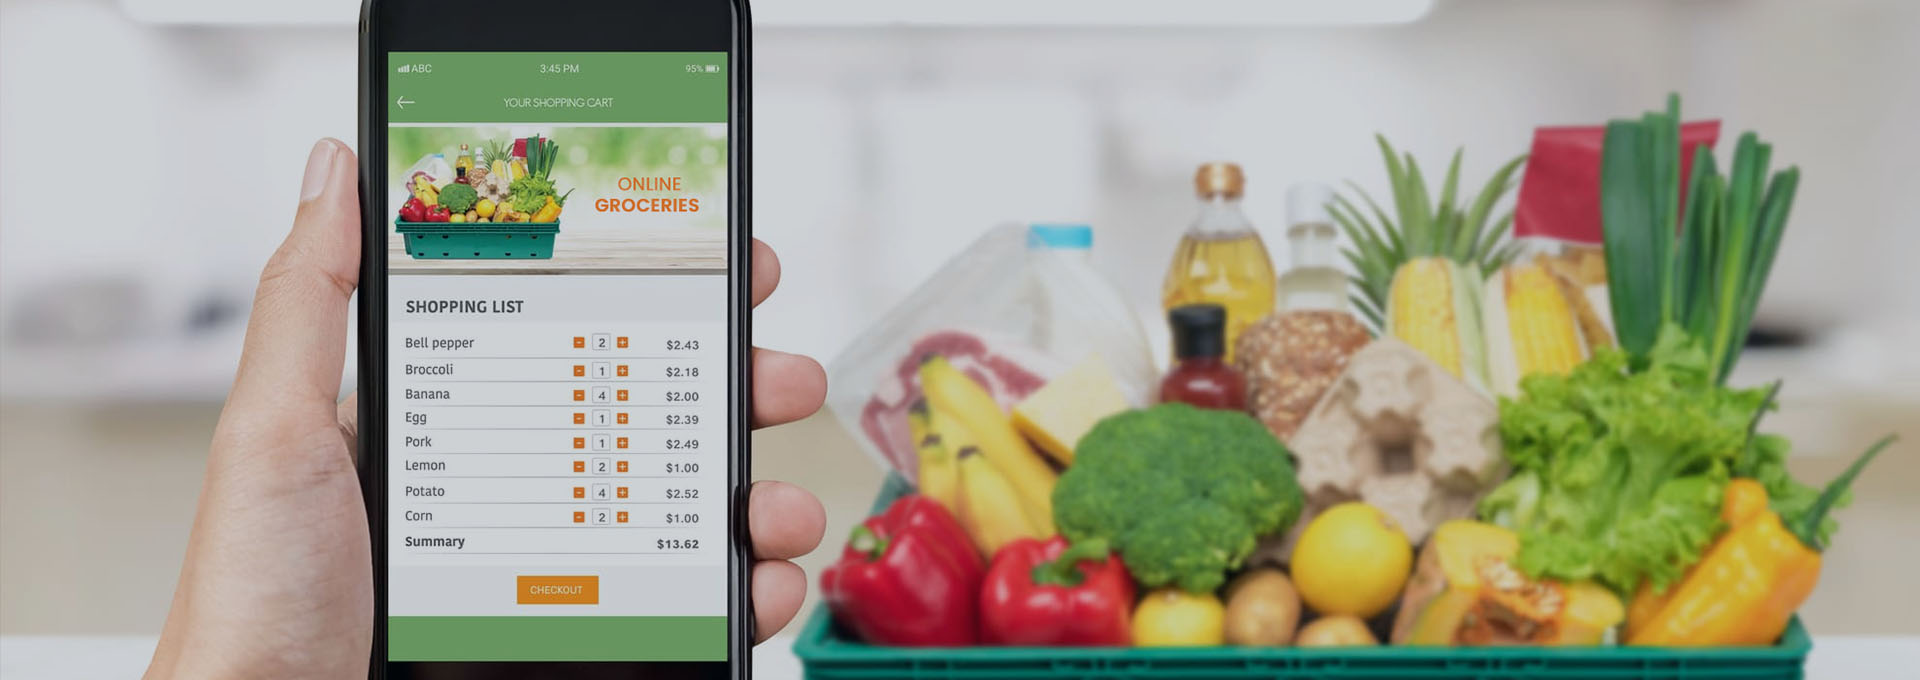 ABC 3:45 PM 95%
YOUR SHOPPING CART
ONLINE
GROCERIES
SHOPPING LIST
Bell pepper - 2 + $2.43
Broccoli - 1 + $2.18
Banana - 4 + $2.00
Egg - 1 + $2.39
Pork - 1 + $2.49
Lemon - 2 + $1.00
Potato - 4 + $2.52
Corn - 2 + $1.00
Summary $13.62
CHECKOUT